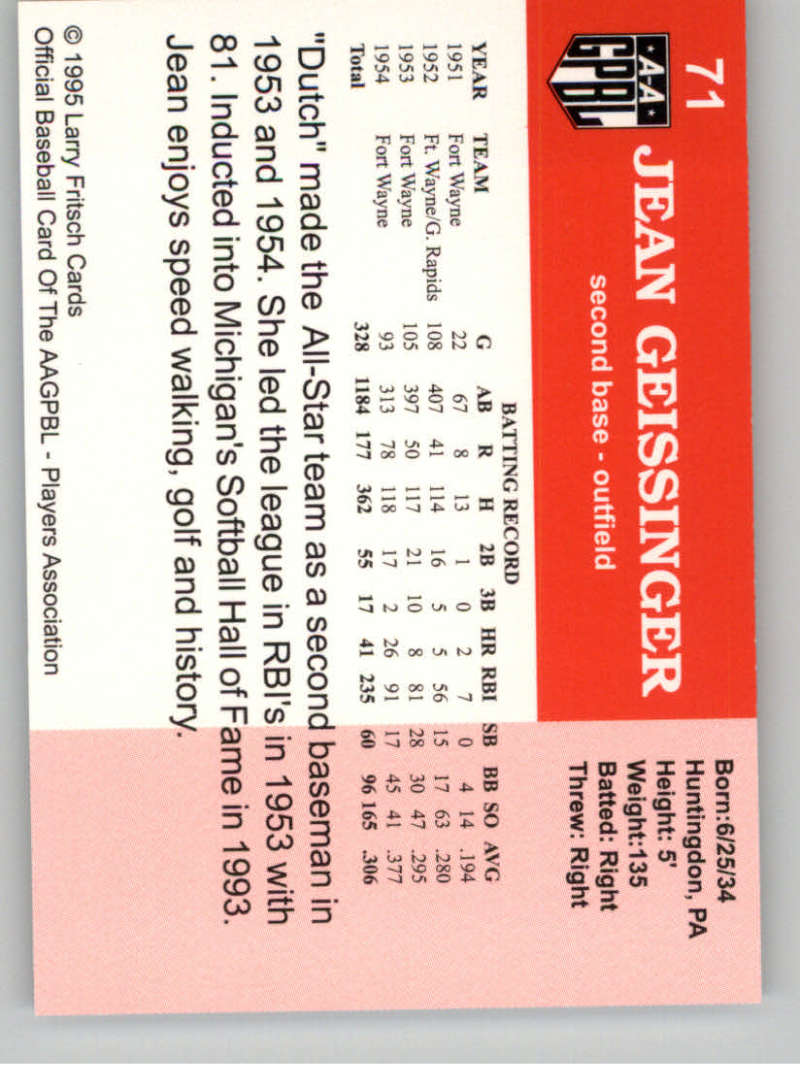 71
A-A
GPBL
JEAN GEISSINGER
second base - outfield
Born:6/25/34
Huntingdon, PA
Height: 5'
Weight:135
Batted: Right
Threw: Right
BATTING RECORD
YEAR TEAM G AB R H 2B 3B HR RBI SB BB SO AVG
1951 Fort Wayne 22 67 8 13 1 0 2 7 0 4 14 .194
1952 Ft. Wayne/G. Rapids 108 407 41 114 16 5 5 56 15 17 63 .280
1953 Fort Wayne 105 397 50 117 21 10 8 81 28 30 47 .295
1954 Fort Wayne 93 313 78 118 17 2 26 91 17 45 41 .377
Total 328 1184 177 362 55 17 41 235 60 96 165 .306
"Dutch" made the All-Star team as a second baseman in
1953 and 1954. She led the league in RBI's in 1953 with
81. Inducted into Michigan's Softball Hall of Fame in 1993.
Jean enjoys speed walking, golf and history.
© 1995 Larry Fritsch Cards
Official Baseball Card Of The AAGPBL - Players Association